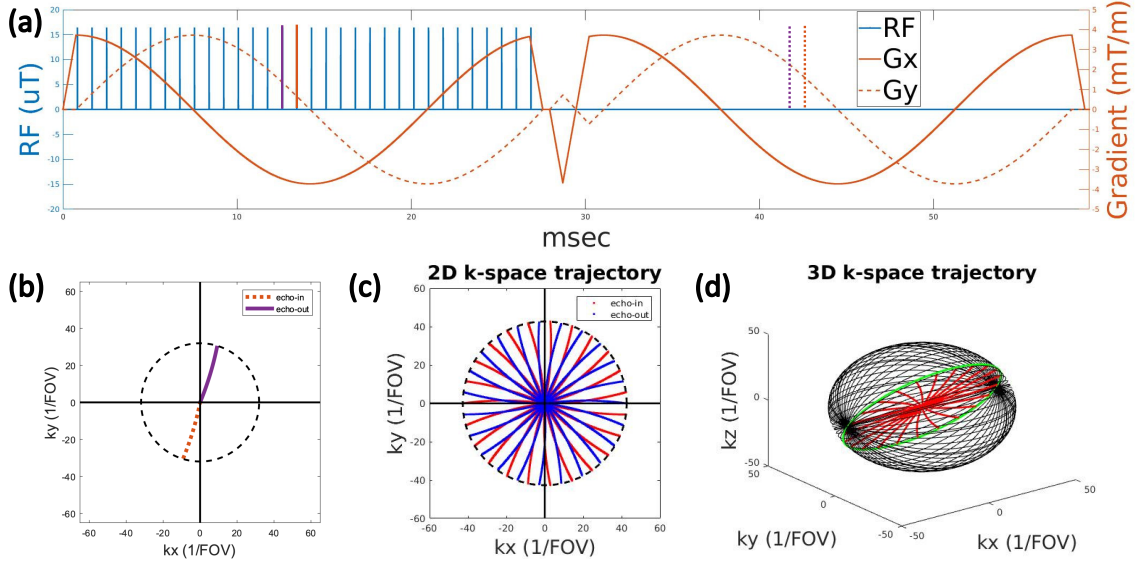 (a)
RF (uT)
20
15
10
5
0
-5
-10
-15
-20
0
10
20
30
40
50
msec
RF
Gx
Gy
5
4
3
2
1
0
-1
-2
-3
-4
-5
Gradient (mT/m)
(b)
60
40
20
0
-20
-40
-60
-60
-40
-20
0
20
40
60
ky (1/FOV)
kx (1/FOV)
echo-in
echo-out
(c)
2D k-space trajectory
60
40
20
0
-20
-40
-60
-60
-40
-20
0
20
40
60
ky (1/FOV)
kx (1/FOV)
echo-in
echo-out
3D k-space trajectory
(d)
kz (1/FOV)
50
0
-50
50
0
-50
ky (1/FOV)
-50
0
50
kx (1/FOV)